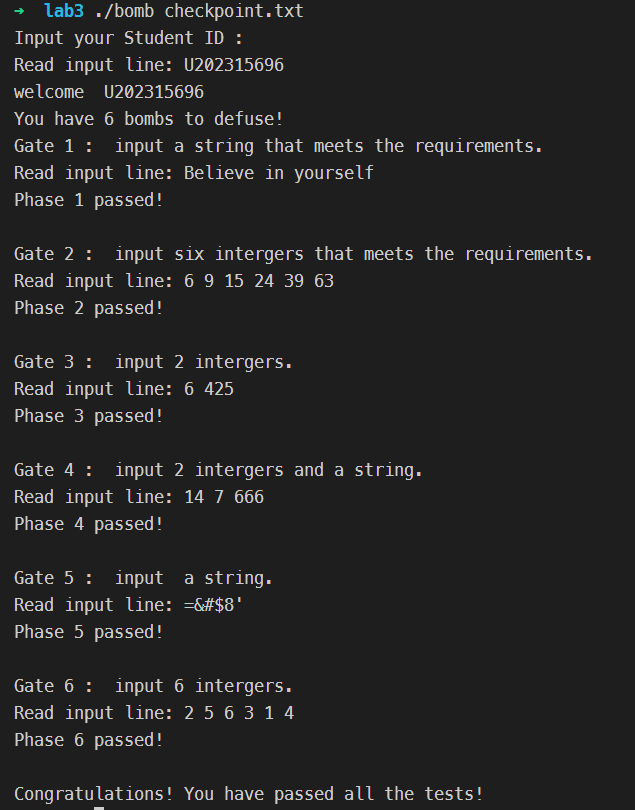 → lab3 ./bomb checkpoint.txt
Input your Student ID :
Read input line: U202315696
welcome  U202315696
You have 6 bombs to defuse!
Gate 1 :  input a string that meets the requirements.
Read input line: Believe in yourself
Phase 1 passed!
Gate 2 :  input six intergers that meets the requirements.
Read input line: 6 9 15 24 39 63
Phase 2 passed!
Gate 3 :  input 2 intergers.
Read input line: 6 425
Phase 3 passed!
Gate 4 :  input 2 intergers and a string.
Read input line: 14 7 666
Phase 4 passed!
Gate 5 :  input  a string.
Read input line: =&#$8'
Phase 5 passed!
Gate 6 :  input 6 intergers.
Read input line: 2 5 6 3 1 4
Phase 6 passed!
Congratulations! You have passed all the tests!